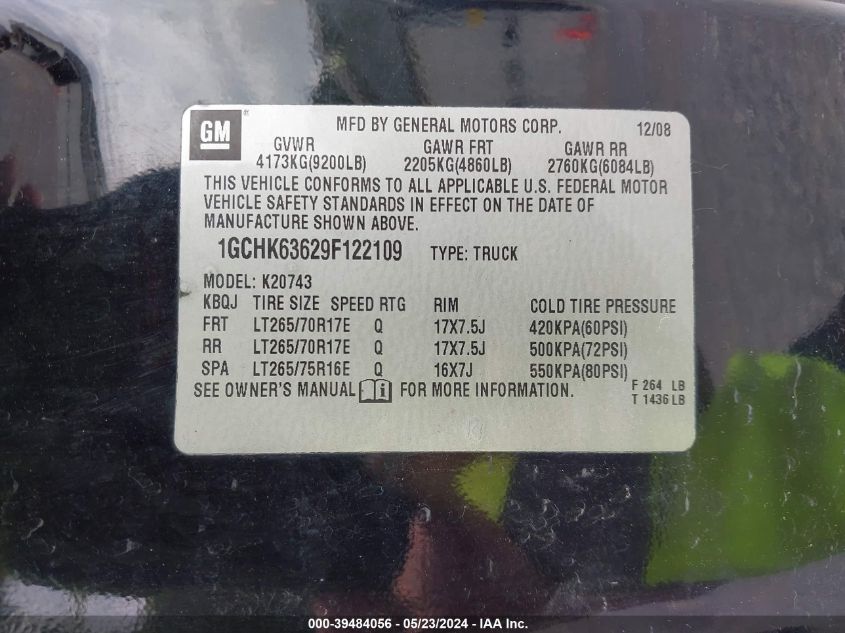 GM ®
MFD BY GENERAL MOTORS CORP. 12/08
GVWR GAWR FRT GAWR RR
4173KG(9200LB) 2205KG(4860LB) 2760KG(6084LB)
THIS VEHICLE CONFORMS TO ALL APPLICABLE U.S. FEDERAL MOTOR
VEHICLE SAFETY STANDARDS IN EFFECT ON THE DATE OF
MANUFACTURE SHOWN ABOVE.
1GCHK63629F122109 TYPE: TRUCK
MODEL: K20743
KBQJ TIRE SIZE SPEED RTG RIM COLD TIRE PRESSURE
FRT LT265/70R17E Q 17X7.5J 420KPA(60PSI)
RR LT265/70R17E Q 17X7.5J 500KPA(72PSI)
SPA LT265/75R16E Q 16X7J 550KPA(80PSI)
SEE OWNER'S MANUAL i FOR MORE INFORMATION.
F 264 LB
T 1436 LB
000-39484056 - 05/23/2024 - IAA Inc.